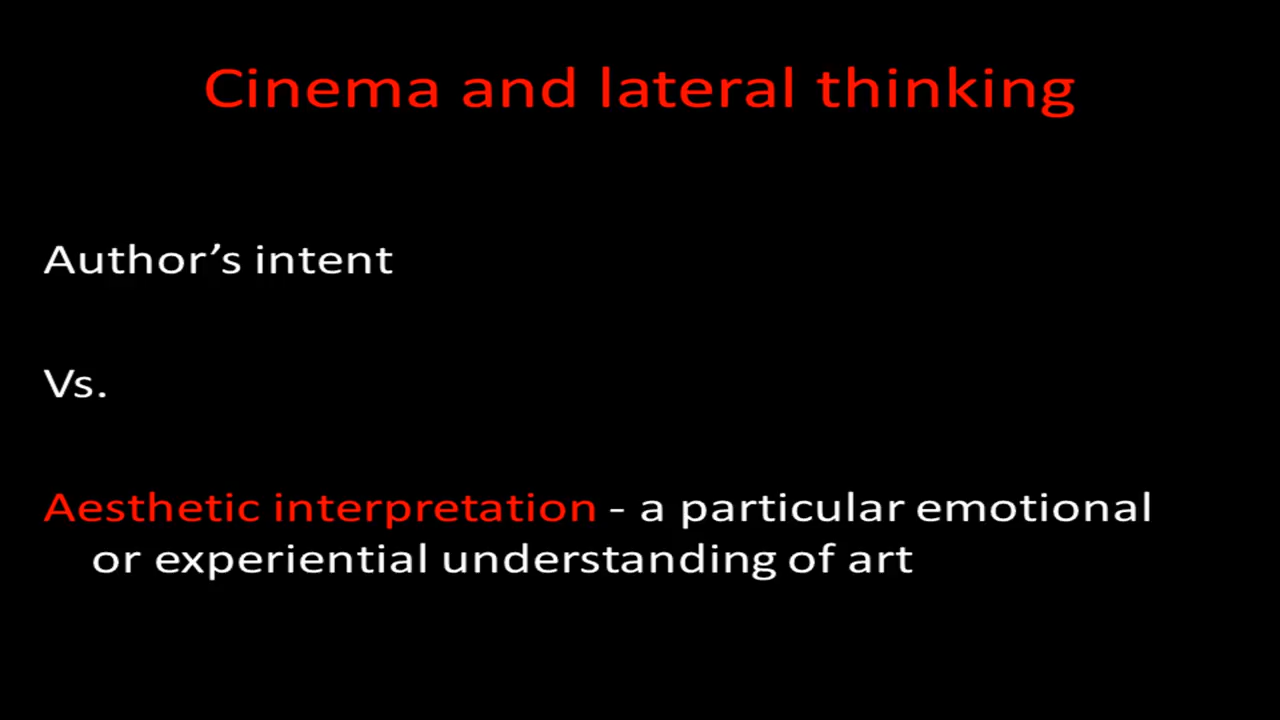 Cinema and lateral thinking
Author’s intent
Vs.
Aesthetic interpretation - a particular emotional
or experiential understanding of art